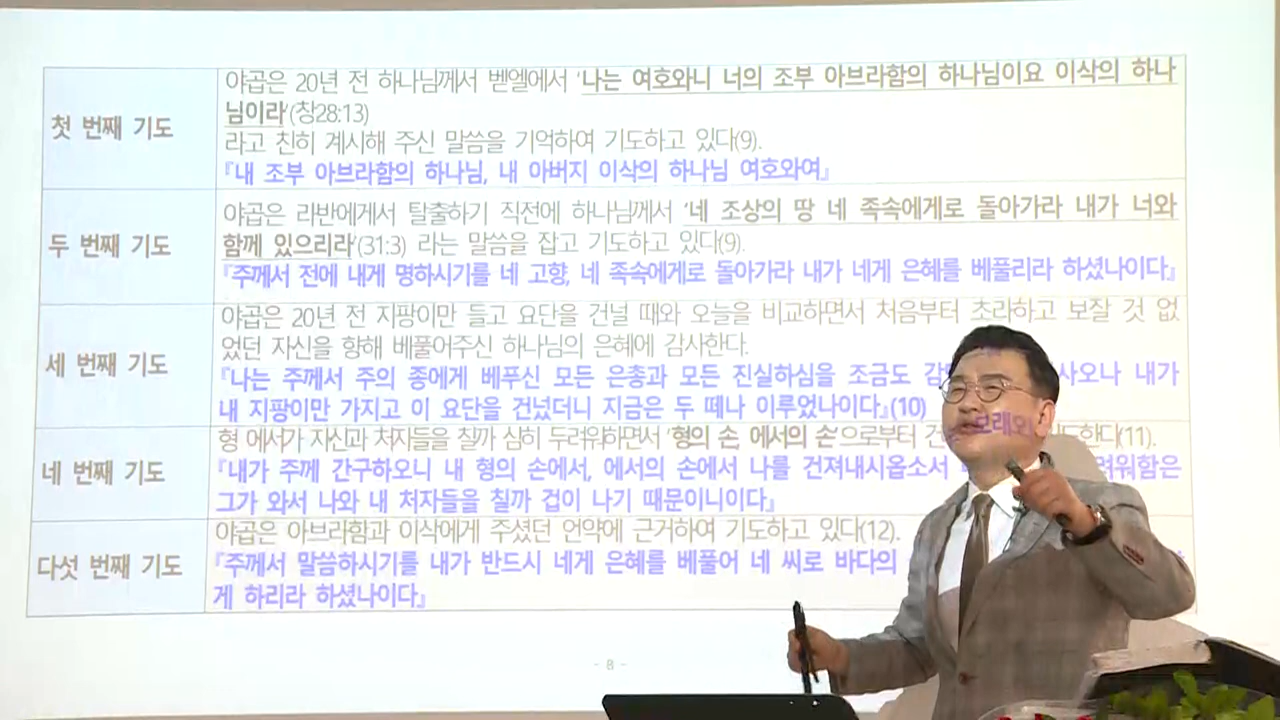 첫 번째 기도
야곱은 20년 전 하나님께서 벧엘에서 '나는 여호와니 너의 조부 아브라함의 하나님이요 이삭의 하나
님이라'(창28:13)
라고 친히 계시해 주신 말씀을 기억하여 기도하고 있다(9).
『내 조부 아브라함의 하나님, 내 아버지 이삭의 하나님 여호와여』
두 번째 기도
야곱은 라반에게서 탈출하기 직전에 하나님께서 '네 조상의 땅 네 족속에게로 돌아가라 내가 너와
함께 있으리라'(31:3) 라는 말씀을 잡고 기도하고 있다(9).
『주께서 전에 내게 명하시기를 네 고향, 네 족속에게로 돌아가라 내가 네게 은혜를 베풀리라 하셨나이다』
세 번째 기도
야곱은 20년 전 지팡이만 들고 요단을 건널 때와 오늘을 비교하면서 처음부터 초라하고 보잘 것 없
었던 자신을 향해 베풀어주신 하나님의 은혜에 감사한다.
『나는 주께서 주의 종에게 베푸신 모든 은총과 모든 진실하심을 조금도 감 사오나 내가
내 지팡이만 가지고 이 요단을 건넜더니 지금은 두 떼나 이루었나이다』(10)
네 번째 기도
형 에서가 자신과 처자들을 칠까 심히 두려워하면서 '형의 손, 에서의 손'으로부터 도한다(11).
『내가 주께 간구하오니 내 형의 손에서, 에서의 손에서 나를 건져내시옵소서 려워함은
그가 와서 나와 내 처자들을 칠까 겁이 나기 때문이니이다』
다섯 번째 기도
야곱은 아브라함과 이삭에게 주셨던 언약에 근거하여 기도하고 있다(12).
『주께서 말씀하시기를 내가 반드시 네게 은혜를 베풀어 네 씨로 바다의
게 하리라 하셨나이다』
- 8 -